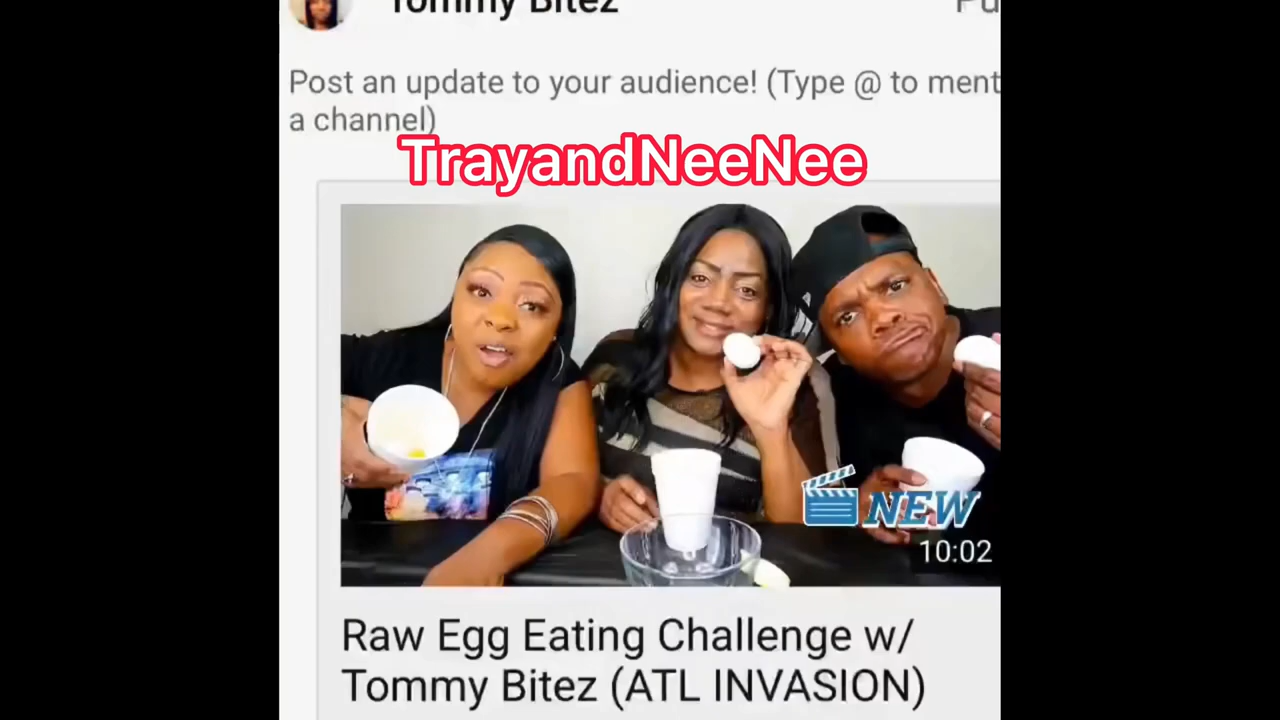 Tommy Bitez
Post an update to your audience! (Type @ to ment
a channel)
TrayandNeeNee
NEW
10:02
Raw Egg Eating Challenge w/
Tommy Bitez (ATL INVASION)